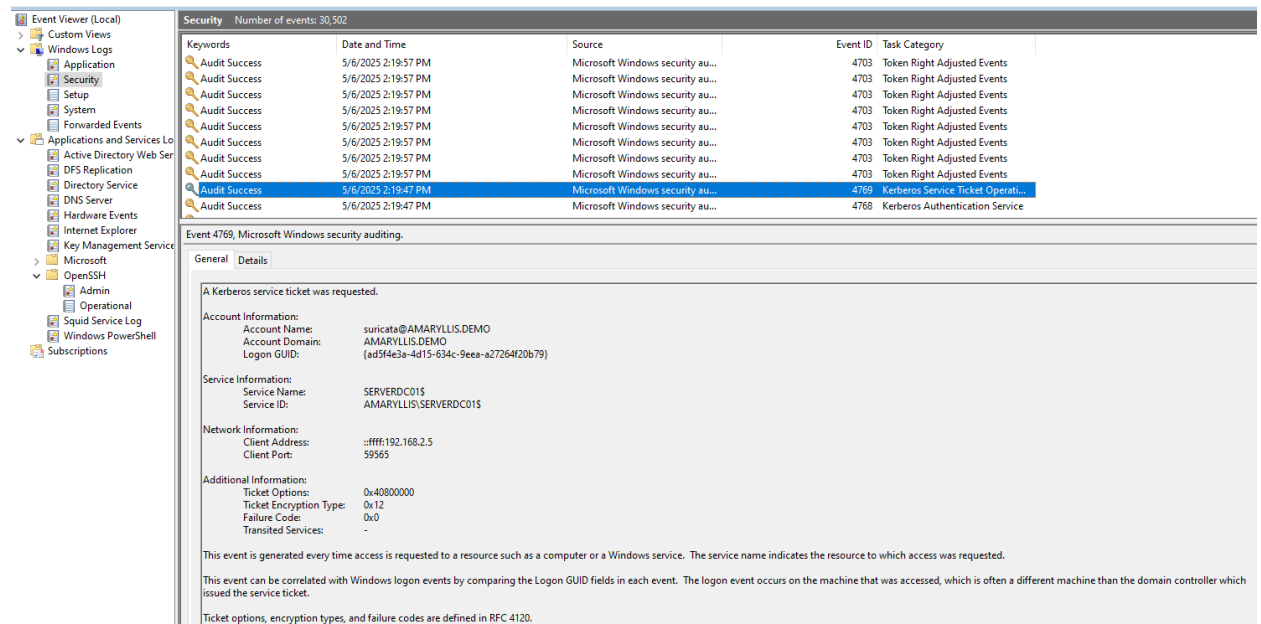 Event Viewer (Local)
Custom Views
Windows Logs
Application
Security
Setup
System
Forwarded Events
Applications and Services Lo
Active Directory Web Ser
DFS Replication
Directory Service
DNS Server
Hardware Events
Internet Explorer
Key Management Service
Microsoft
OpenSSH
Admin
Operational
Squid Service Log
Windows PowerShell
Subscriptions
Security Number of events: 30,502
Keywords Date and Time Source Event ID Task Category
Audit Success 5/6/2025 2:19:57 PM Microsoft Windows security au... 4703 Token Right Adjusted Events
Audit Success 5/6/2025 2:19:57 PM Microsoft Windows security au... 4703 Token Right Adjusted Events
Audit Success 5/6/2025 2:19:57 PM Microsoft Windows security au... 4703 Token Right Adjusted Events
Audit Success 5/6/2025 2:19:57 PM Microsoft Windows security au... 4703 Token Right Adjusted Events
Audit Success 5/6/2025 2:19:57 PM Microsoft Windows security au... 4703 Token Right Adjusted Events
Audit Success 5/6/2025 2:19:57 PM Microsoft Windows security au... 4703 Token Right Adjusted Events
Audit Success 5/6/2025 2:19:57 PM Microsoft Windows security au... 4703 Token Right Adjusted Events
Audit Success 5/6/2025 2:19:57 PM Microsoft Windows security au... 4703 Token Right Adjusted Events
Audit Success 5/6/2025 2:19:47 PM Microsoft Windows security au... 4769 Kerberos Service Ticket Operati...
Audit Success 5/6/2025 2:19:47 PM Microsoft Windows security au... 4768 Kerberos Authentication Service
Event 4769, Microsoft Windows security auditing.
General Details
A Kerberos service ticket was requested.
Account Information:
Account Name: suricata@AMARYLLIS.DEMO
Account Domain: AMARYLLIS.DEMO
Logon GUID: {ad5f4e3a-4d15-634c-9eea-a27264f20b79}
Service Information:
Service Name: SERVERDC01$
Service ID: AMARYLLIS\SERVERDC01$
Network Information:
Client Address: ::ffff:192.168.2.5
Client Port: 59565
Additional Information:
Ticket Options: 0x40800000
Ticket Encryption Type: 0x12
Failure Code: 0x0
Transited Services: -
This event is generated every time access is requested to a resource such as a computer or a Windows service. The service name indicates the resource to which access was requested.
This event can be correlated with Windows logon events by comparing the Logon GUID fields in each event. The logon event occurs on the machine that was accessed, which is often a different machine than the domain controller which
issued the service ticket.
Ticket options, encryption types, and failure codes are defined in RFC 4120.